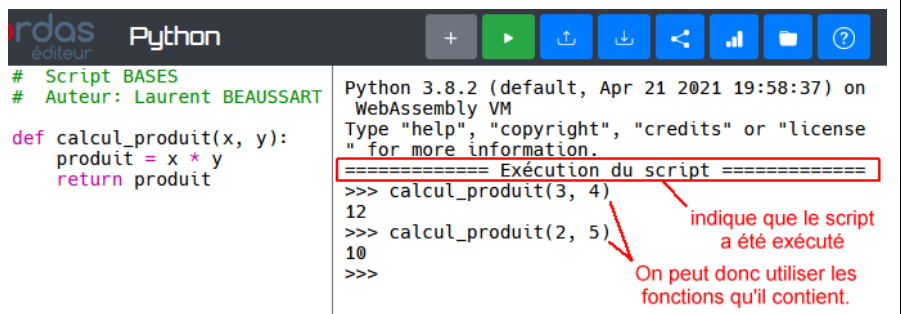 rdas
éditeur
Python
# Script BASES
# Auteur: Laurent BEAUSSART
def calcul_produit(x, y):
    produit = x * y
    return produit
Python 3.8.2 (default, Apr 21 2021 19:58:37) on
 WebAssembly VM
Type "help", "copyright", "credits" or "license
" for more information.
============= Exécution du script =============
>>> calcul_produit(3, 4)
12
>>> calcul_produit(2, 5)
10
>>>
indique que le script
a été exécuté
On peut donc utiliser les
fonctions qu'il contient.